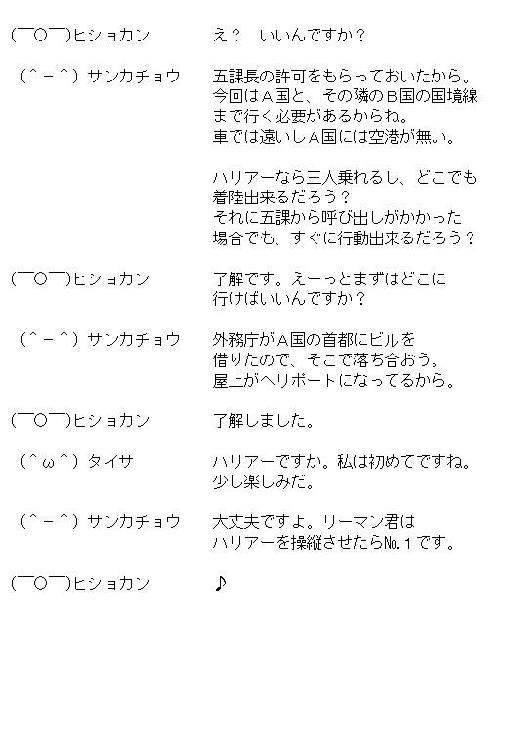 (￣○￣)ヒショカン　え？　いいんですか？
(＾－＾) サンカチョウ　五課長の許可をもらっておいたから。
今回はＡ国と、その隣のＢ国の国境線
まで行く必要があるからね。
車では遠いしＡ国には空港が無い。
ハリアーなら三人乗れるし、どこでも
着陸出来るだろう？
それに五課から呼び出しがかかった
場合でも、すぐに行動出来るだろう？
(￣○￣)ヒショカン　了解です。えーっとまずはどこに
行けばいいんですか？
(＾－＾) サンカチョウ　外務庁がＡ国の首都にビルを
借りたので、そこで落ち合おう。
屋上がヘリポートになってるから。
(￣○￣)ヒショカン　了解しました。
(＾ω＾) タイサ　ハリアーですか。私は初めてですね。
少し楽しみだ。
(＾－＾) サンカチョウ　大丈夫ですよ。リーマン君は
ハリアーを操縦させたら№１です。
(￣○￣)ヒショカン　♪